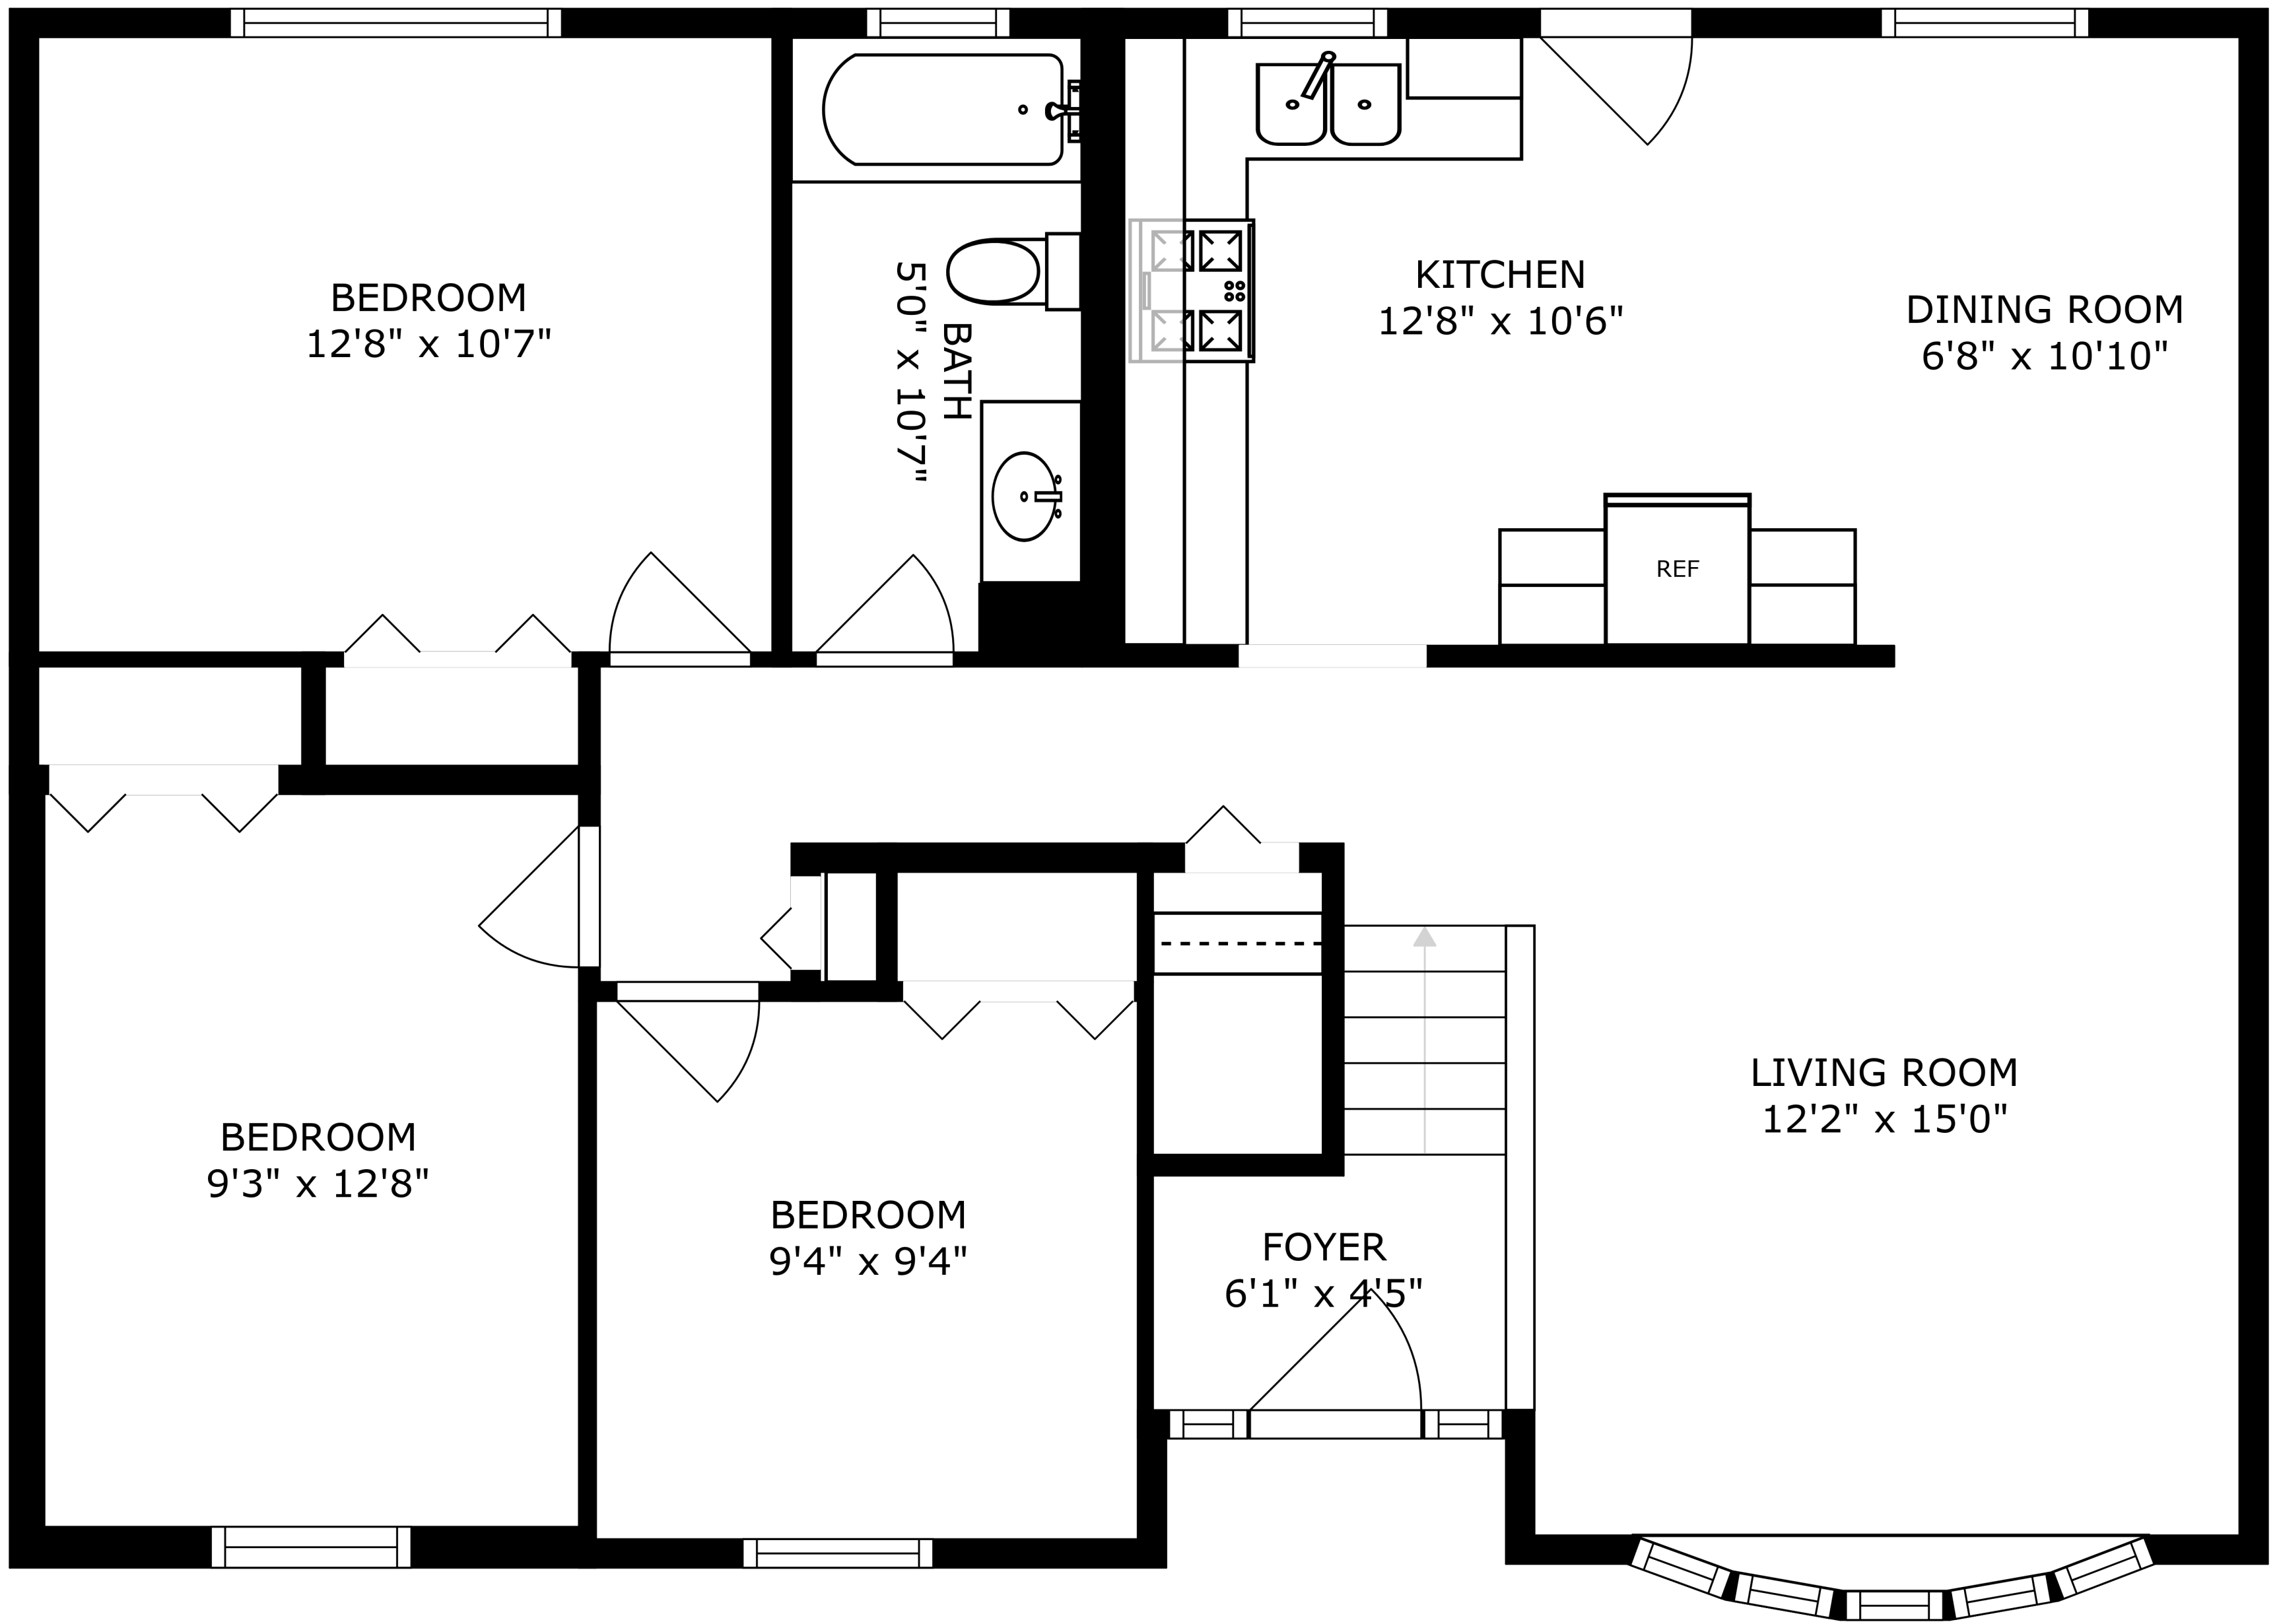 BEDROOM
12'8" x 10'7"
BATH
5'0" x 10'7"
KITCHEN
12'8" x 10'6"
DINING ROOM
6'8" x 10'10"
REF
LIVING ROOM
12'2" x 15'0"
BEDROOM
9'3" x 12'8"
BEDROOM
9'4" x 9'4"
FOYER
6'1" x 4'5"